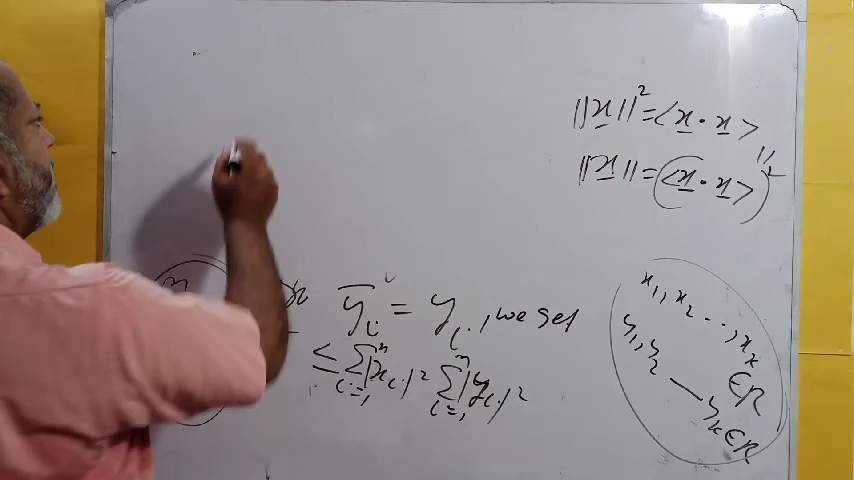 ||x||² = <x · x>
||x|| = (<x · x>)^{1/2}
ȳᵢ = yᵢ, we get
≤ Σᵢ₌₁ⁿ |xᵢ|² Σᵢ₌₁ⁿ |yᵢ|²
x₁, x₂ ..., xₖ
∈ R
y₁, y₂ — yₖ ∈ R